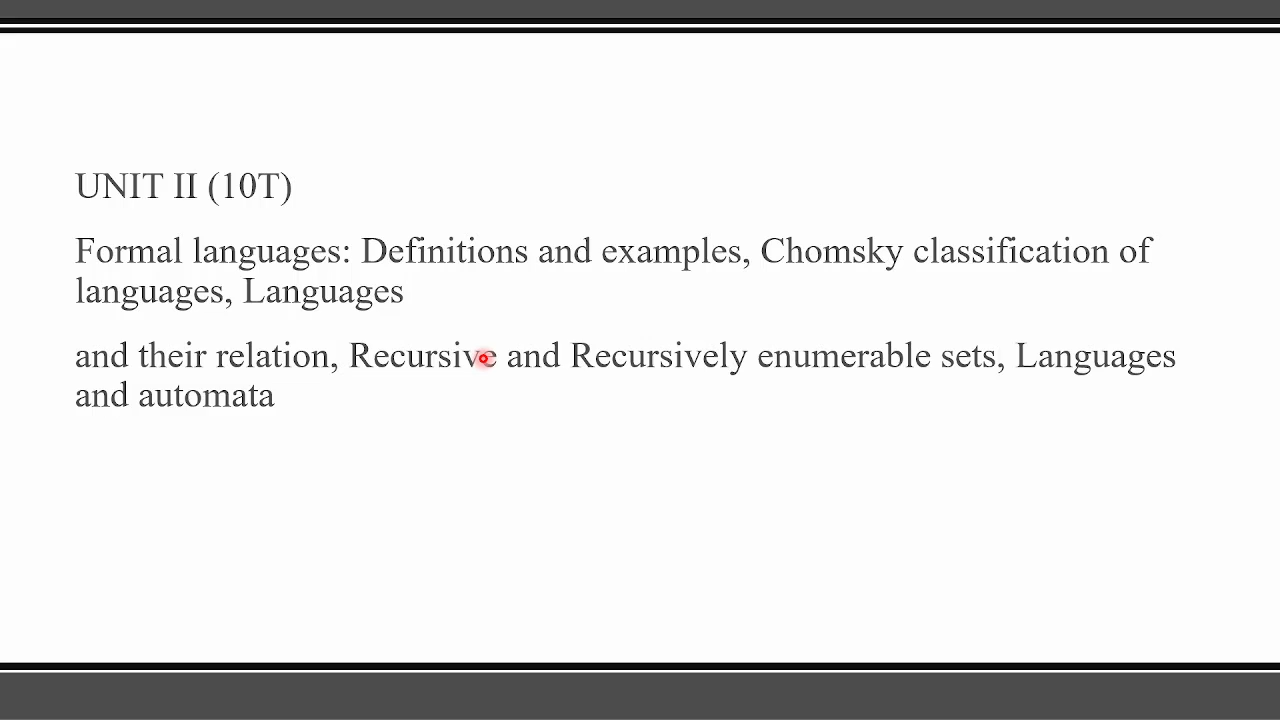 UNIT II (10T)
Formal languages: Definitions and examples, Chomsky classification of
languages, Languages
and their relation, Recursive and Recursively enumerable sets, Languages
and automata